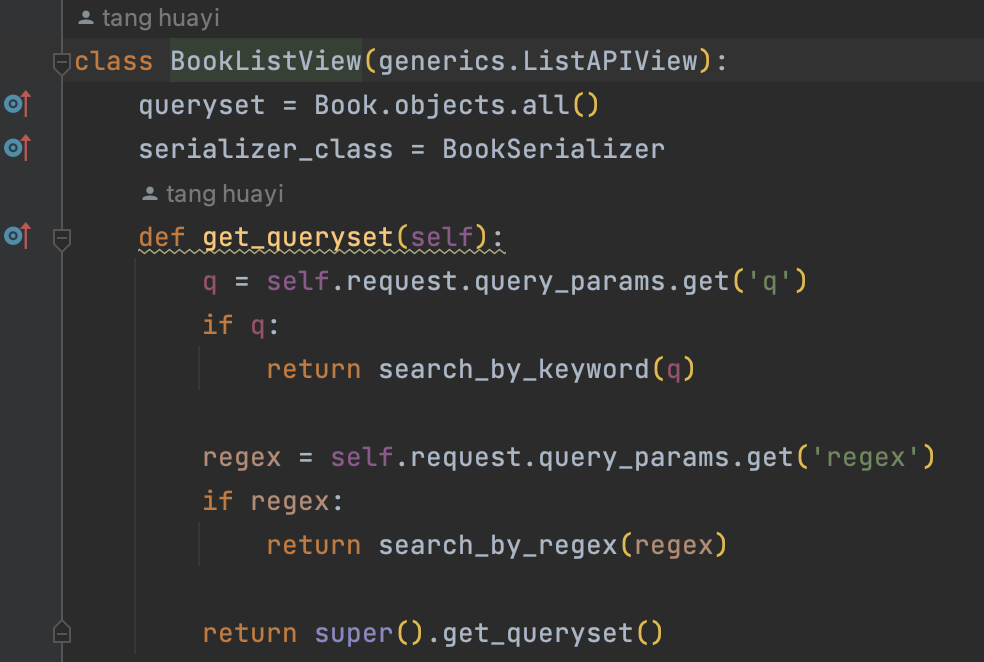 tang huayi
class BookListView(generics.ListAPIView):
queryset = Book.objects.all()
serializer_class = BookSerializer
tang huayi
def get_queryset(self):
q = self.request.query_params.get('q')
if q:
return search_by_keyword(q)
regex = self.request.query_params.get('regex')
if regex:
return search_by_regex(regex)
return super().get_queryset()